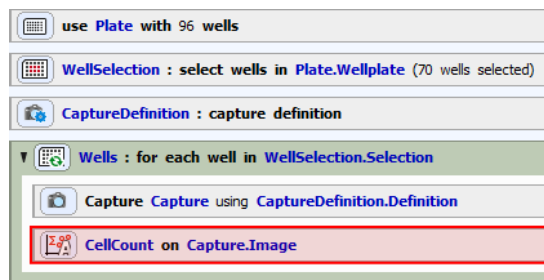 use Plate with 96 wells
WellSelection : select wells in Plate.Wellplate (70 wells selected)
CaptureDefinition : capture definition
Wells : for each well in WellSelection.Selection
Capture Capture using CaptureDefinition.Definition
CellCount on Capture.Image